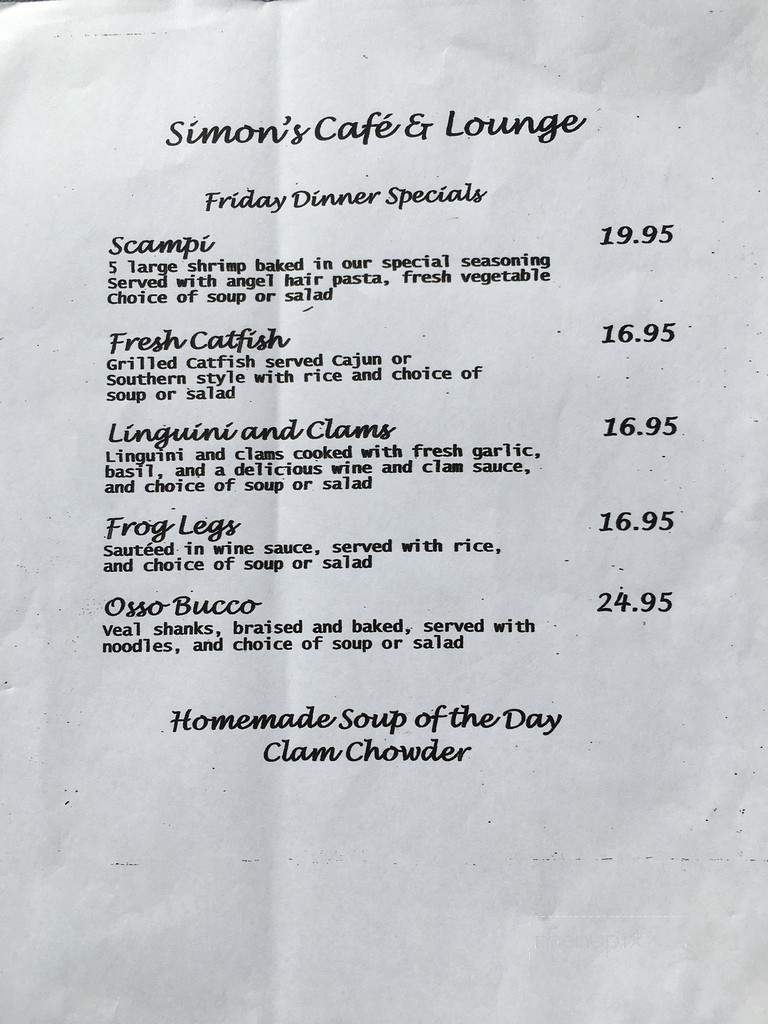 Simon's Café & Lounge
Friday Dinner Specials
Scampi 19.95
5 large shrimp baked in our special seasoning
Served with angel hair pasta, fresh vegetable
Choice of soup or salad
Fresh Catfish 16.95
Grilled Catfish served Cajun or
Southern style with rice and choice of
soup or salad
Linguini and Clams 16.95
Linguini and clams cooked with fresh garlic,
basil, and a delicious wine and clam sauce,
and choice of soup or salad
Frog Legs 16.95
Sautéed in wine sauce, served with rice,
and choice of soup or salad
Osso Bucco 24.95
Veal shanks, braised and baked, served with
noodles, and choice of soup or salad
Homemade Soup of the Day
Clam Chowder